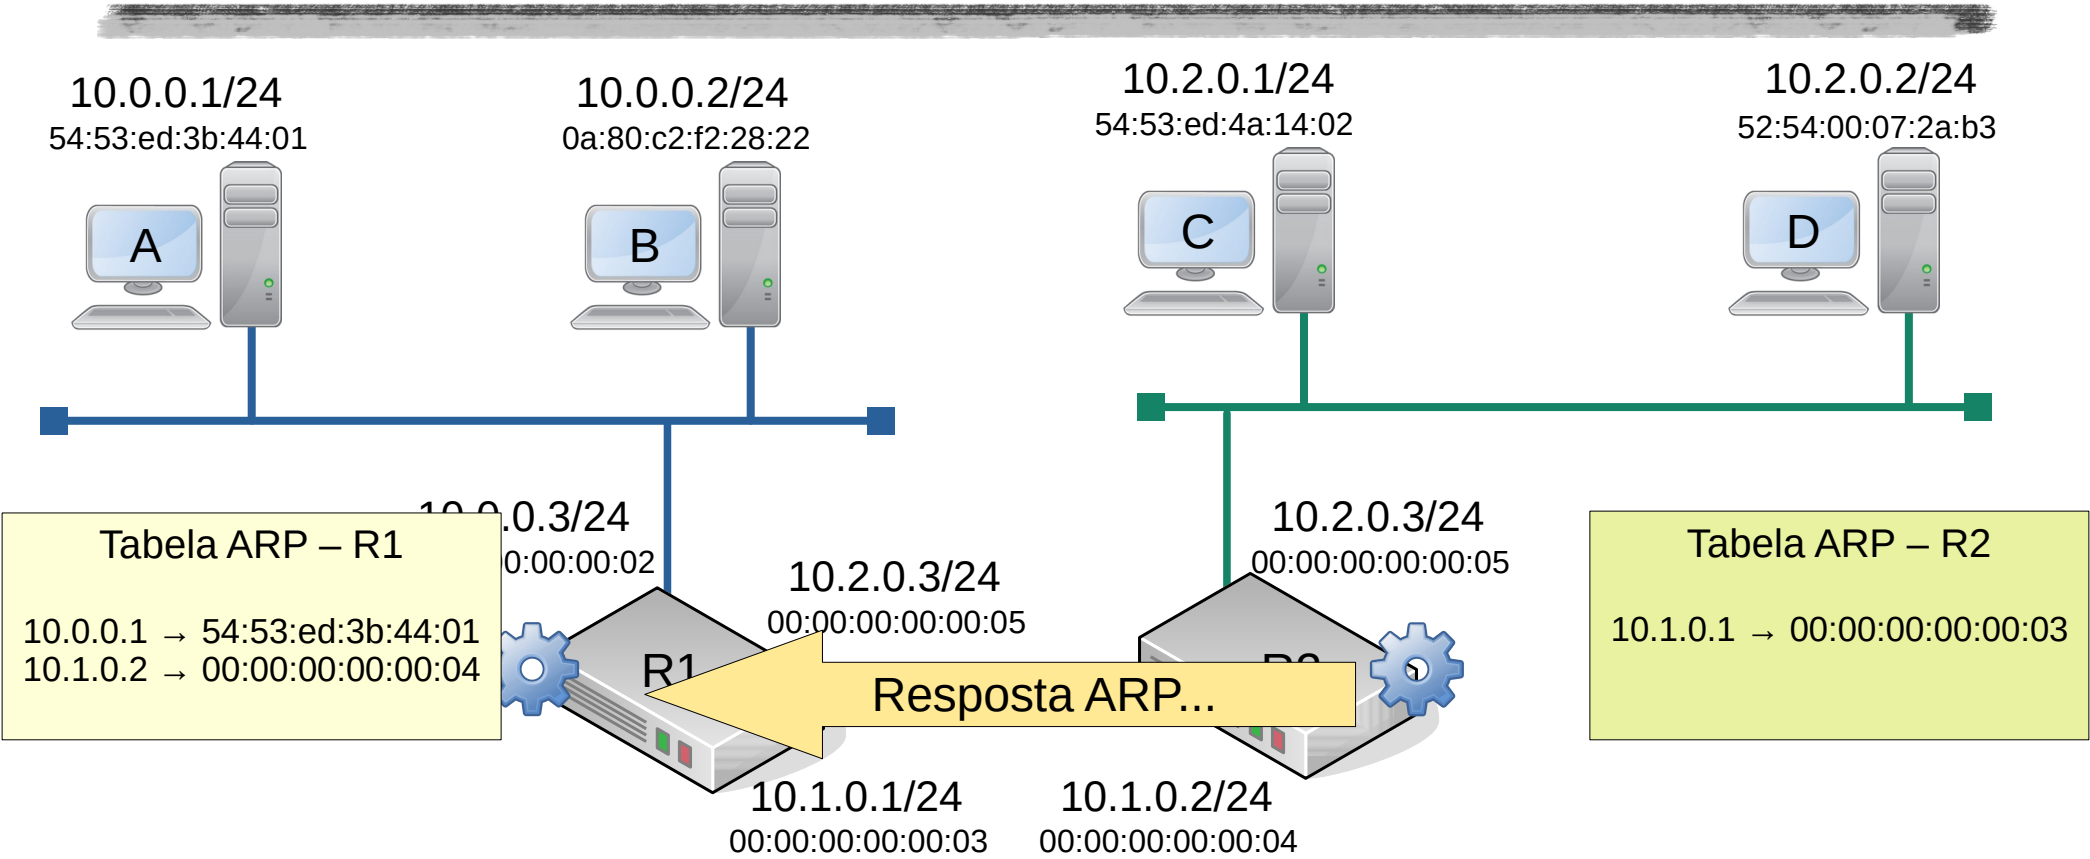 10.0.0.1/24
54:53:ed:3b:44:01
10.0.0.2/24
0a:80:c2:f2:28:22
10.2.0.1/24
54:53:ed:4a:14:02
10.2.0.2/24
52:54:00:07:2a:b3
A
B
C
D
.0.3/24
00:00:00:02
10.2.0.3/24
00:00:00:00:00:05
10.2.0.3/24
00:00:00:00:00:05
Tabela ARP – R1
10.0.0.1 → 54:53:ed:3b:44:01
10.1.0.2 → 00:00:00:00:00:04
R1
Resposta ARP...
Tabela ARP – R2
10.1.0.1 → 00:00:00:00:00:03
10.1.0.1/24
00:00:00:00:00:03
10.1.0.2/24
00:00:00:00:00:04